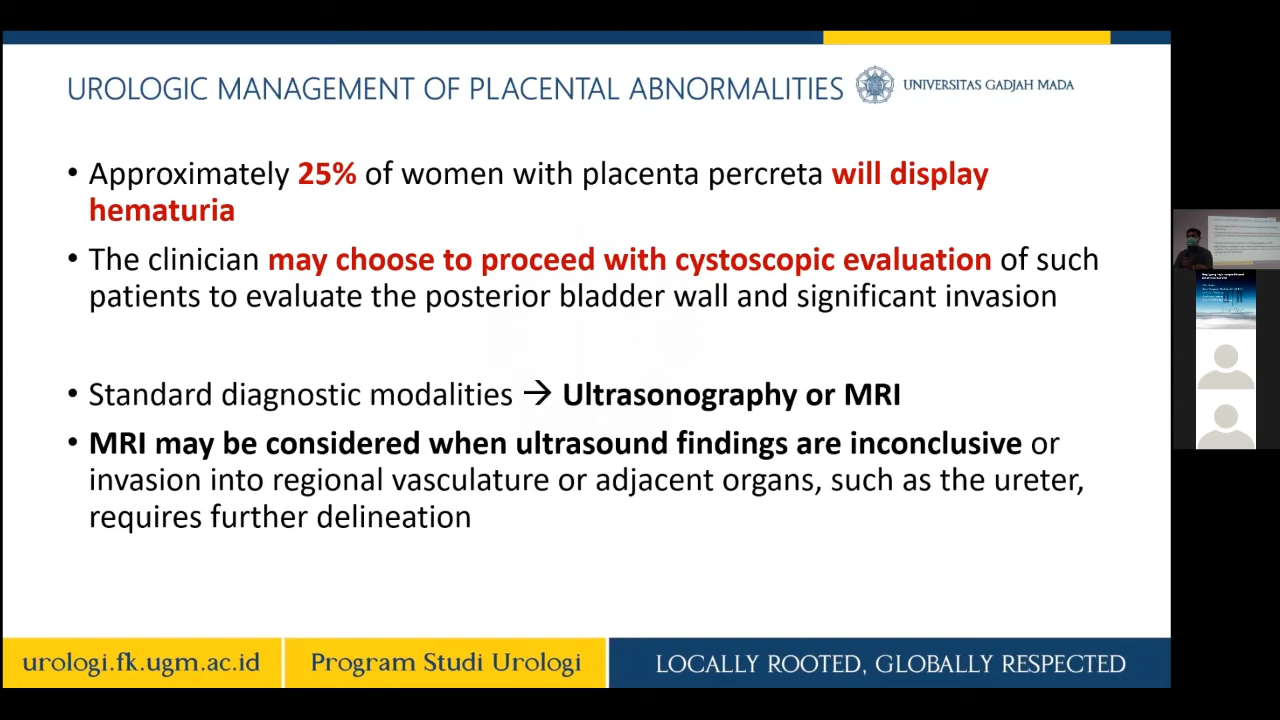 UROLOGIC MANAGEMENT OF PLACENTAL ABNORMALITIES
UNIVERSITAS GADJAH MADA
• Approximately 25% of women with placenta percreta will display
hematuria
• The clinician may choose to proceed with cystoscopic evaluation of such
patients to evaluate the posterior bladder wall and significant invasion
• Standard diagnostic modalities → Ultrasonography or MRI
• MRI may be considered when ultrasound findings are inconclusive or
invasion into regional vasculature or adjacent organs, such as the ureter,
requires further delineation
urologi.fk.ugm.ac.id
Program Studi Urologi
LOCALLY ROOTED, GLOBALLY RESPECTED